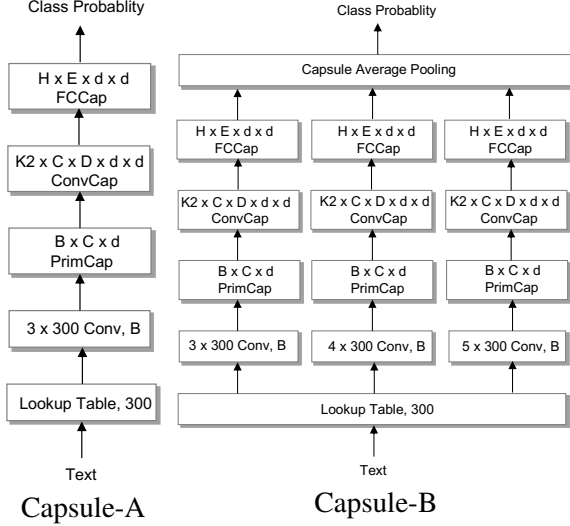 Class Probablity
H x E x d x d
FCCap
K2 x C x D x d x d
ConvCap
B x C x d
PrimCap
3 x 300 Conv, B
Lookup Table, 300
Text
Capsule-A
Class Probablity
Capsule Average Pooling
H x E x d x d
FCCap
H x E x d x d
FCCap
H x E x d x d
FCCap
K2 x C x D x d x d
ConvCap
K2 x C x D x d x d
ConvCap
K2 x C x D x d x d
ConvCap
B x C x d
PrimCap
B x C x d
PrimCap
B x C x d
PrimCap
3 x 300 Conv, B
4 x 300 Conv, B
5 x 300 Conv, B
Lookup Table, 300
Text
Capsule-B